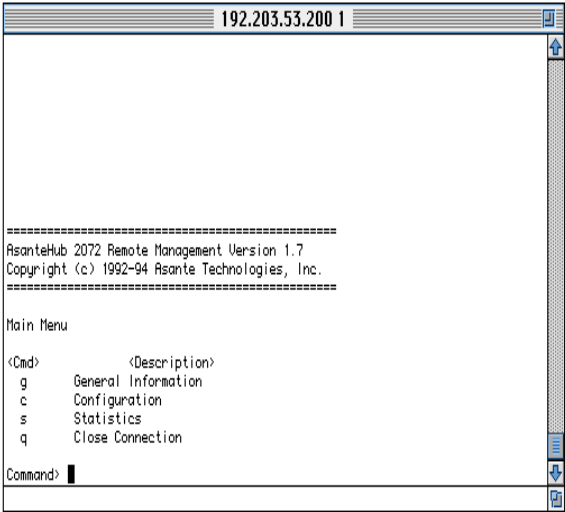 192.203.53.200 1
=================================================
AsanteHub 2072 Remote Management Version 1.7
Copyright (c) 1992-94 Asante Technologies, Inc.
=================================================
Main Menu
<Cmd> <Description>
g General Information
c Configuration
s Statistics
q Close Connection
Command>